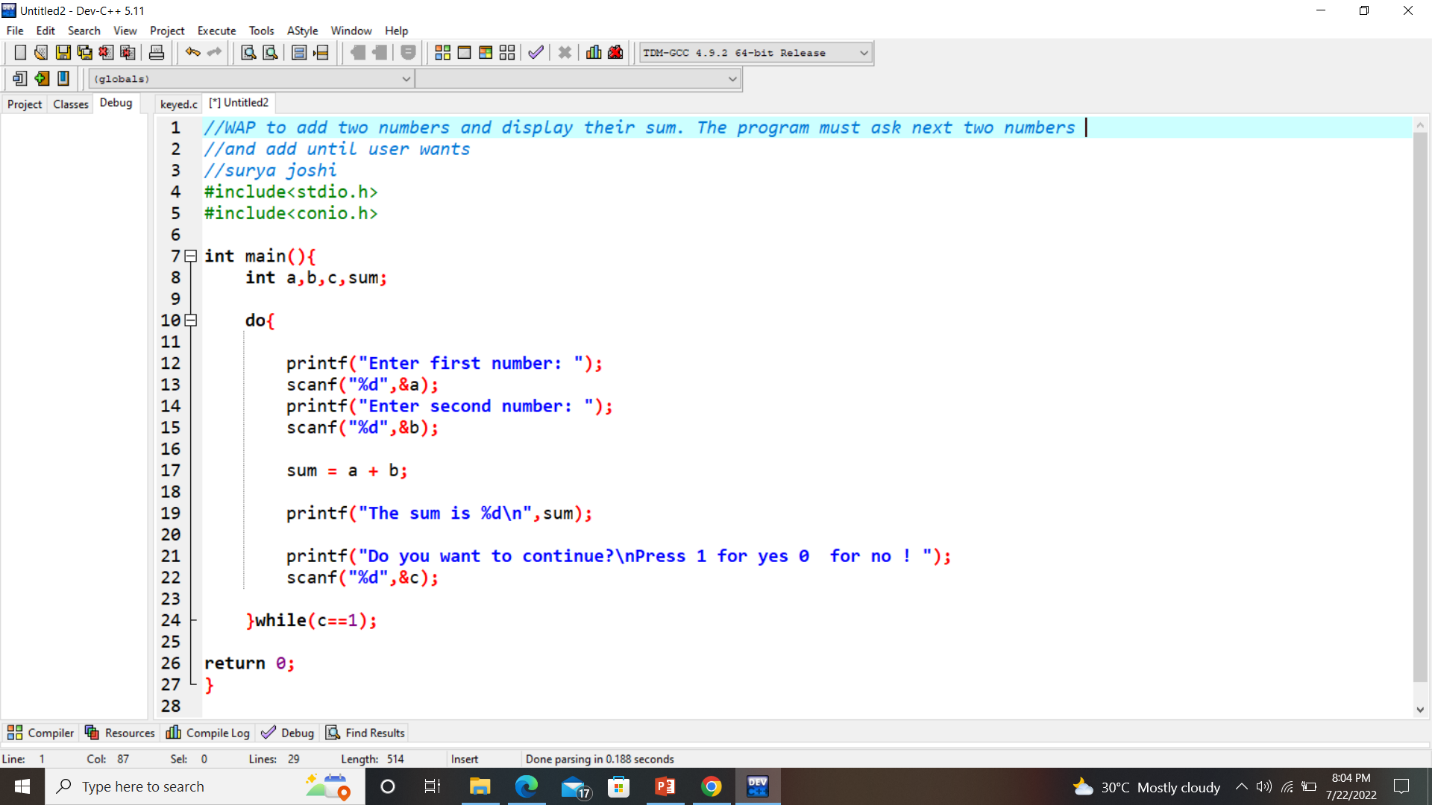 Untitled2 - Dev-C++ 5.11
File Edit Search View Project Execute Tools AStyle Window Help
TDM-GCC 4.9.2 64-bit Release
(globals)
Project Classes Debug keyed.c [*] Untitled2
1 //WAP to add two numbers and display their sum. The program must ask next two numbers
2 //and add until user wants
3 //surya joshi
4 #include<stdio.h>
5 #include<conio.h>
6
7 int main(){
8 int a,b,c,sum;
9
10 do{
11
12 printf("Enter first number: ");
13 scanf("%d",&a);
14 printf("Enter second number: ");
15 scanf("%d",&b);
16
17 sum = a + b;
18
19 printf("The sum is %d\n",sum);
20
21 printf("Do you want to continue?\nPress 1 for yes 0  for no ! ");
22 scanf("%d",&c);
23
24 }while(c==1);
25
26 return 0;
27 }
28
Compiler Resources Compile Log Debug Find Results
Line: 1 Col: 87 Sel: 0 Lines: 29 Length: 514 Insert Done parsing in 0.188 seconds
Type here to search 17 DEV C++ 30°C Mostly cloudy 8:04 PM
7/22/2022